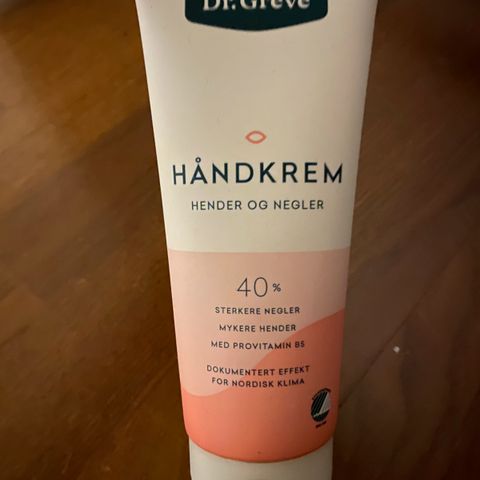 Dr. Greve
HÅNDKREM
HENDER OG NEGLER
40%
STERKERE NEGLER
MYKERE HENDER
MED PROVITAMIN B5
DOKUMENTERT EFFEKT
FOR NORDISK KLIMA